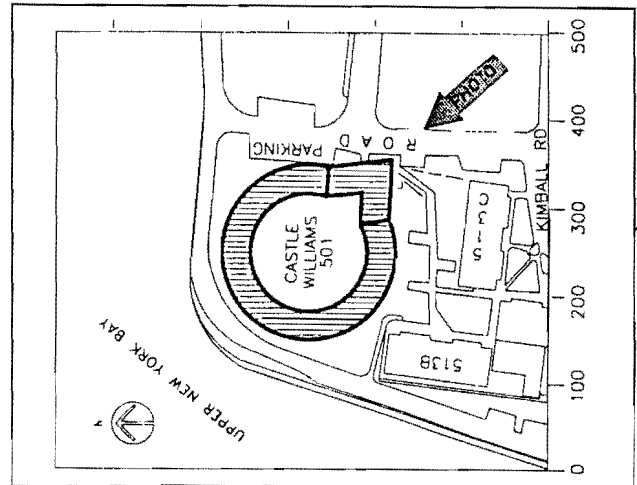 500
400
300
200
100
0
PHOTO
ROAD
PARKING
KIMBALL RD
CASTLE
WILLIAMS
501
513
C
513B
UPPER NEW YORK BAY